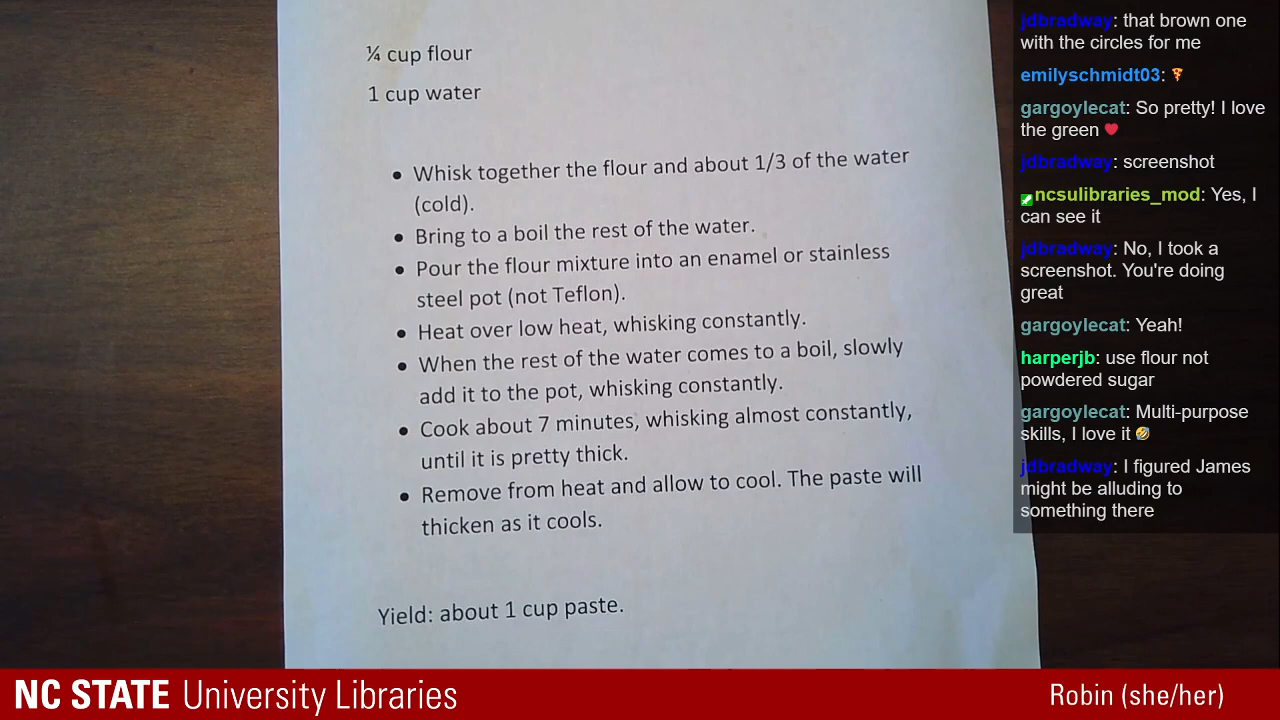 ¼ cup flour
1 cup water
• Whisk together the flour and about 1/3 of the water
(cold).
• Bring to a boil the rest of the water.
• Pour the flour mixture into an enamel or stainless
steel pot (not Teflon).
• Heat over low heat, whisking constantly.
• When the rest of the water comes to a boil, slowly
add it to the pot, whisking constantly.
• Cook about 7 minutes, whisking almost constantly,
until it is pretty thick.
• Remove from heat and allow to cool. The paste will
thicken as it cools.
Yield: about 1 cup paste.
jdbradway: that brown one
with the circles for me
emilyschmidt03: 🍕
gargoylecat: So pretty! I love
the green ❤
jdbradway: screenshot
ncsulibraries_mod: Yes, I
can see it
jdbradway: No, I took a
screenshot. You're doing
great
gargoylecat: Yeah!
harperjb: use flour not
powdered sugar
gargoylecat: Multi-purpose
skills, I love it 🤣
jdbradway: I figured James
might be alluding to
something there
NC STATE University Libraries
Robin (she/her)